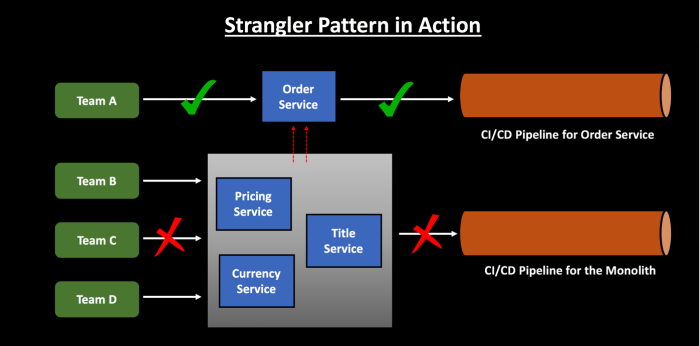 Strangler Pattern in Action
Team A
Order
Service
CI/CD Pipeline for Order Service
Team B
Pricing
Service
Team C
Title
Service
CI/CD Pipeline for the Monolith
Currency
Service
Team D